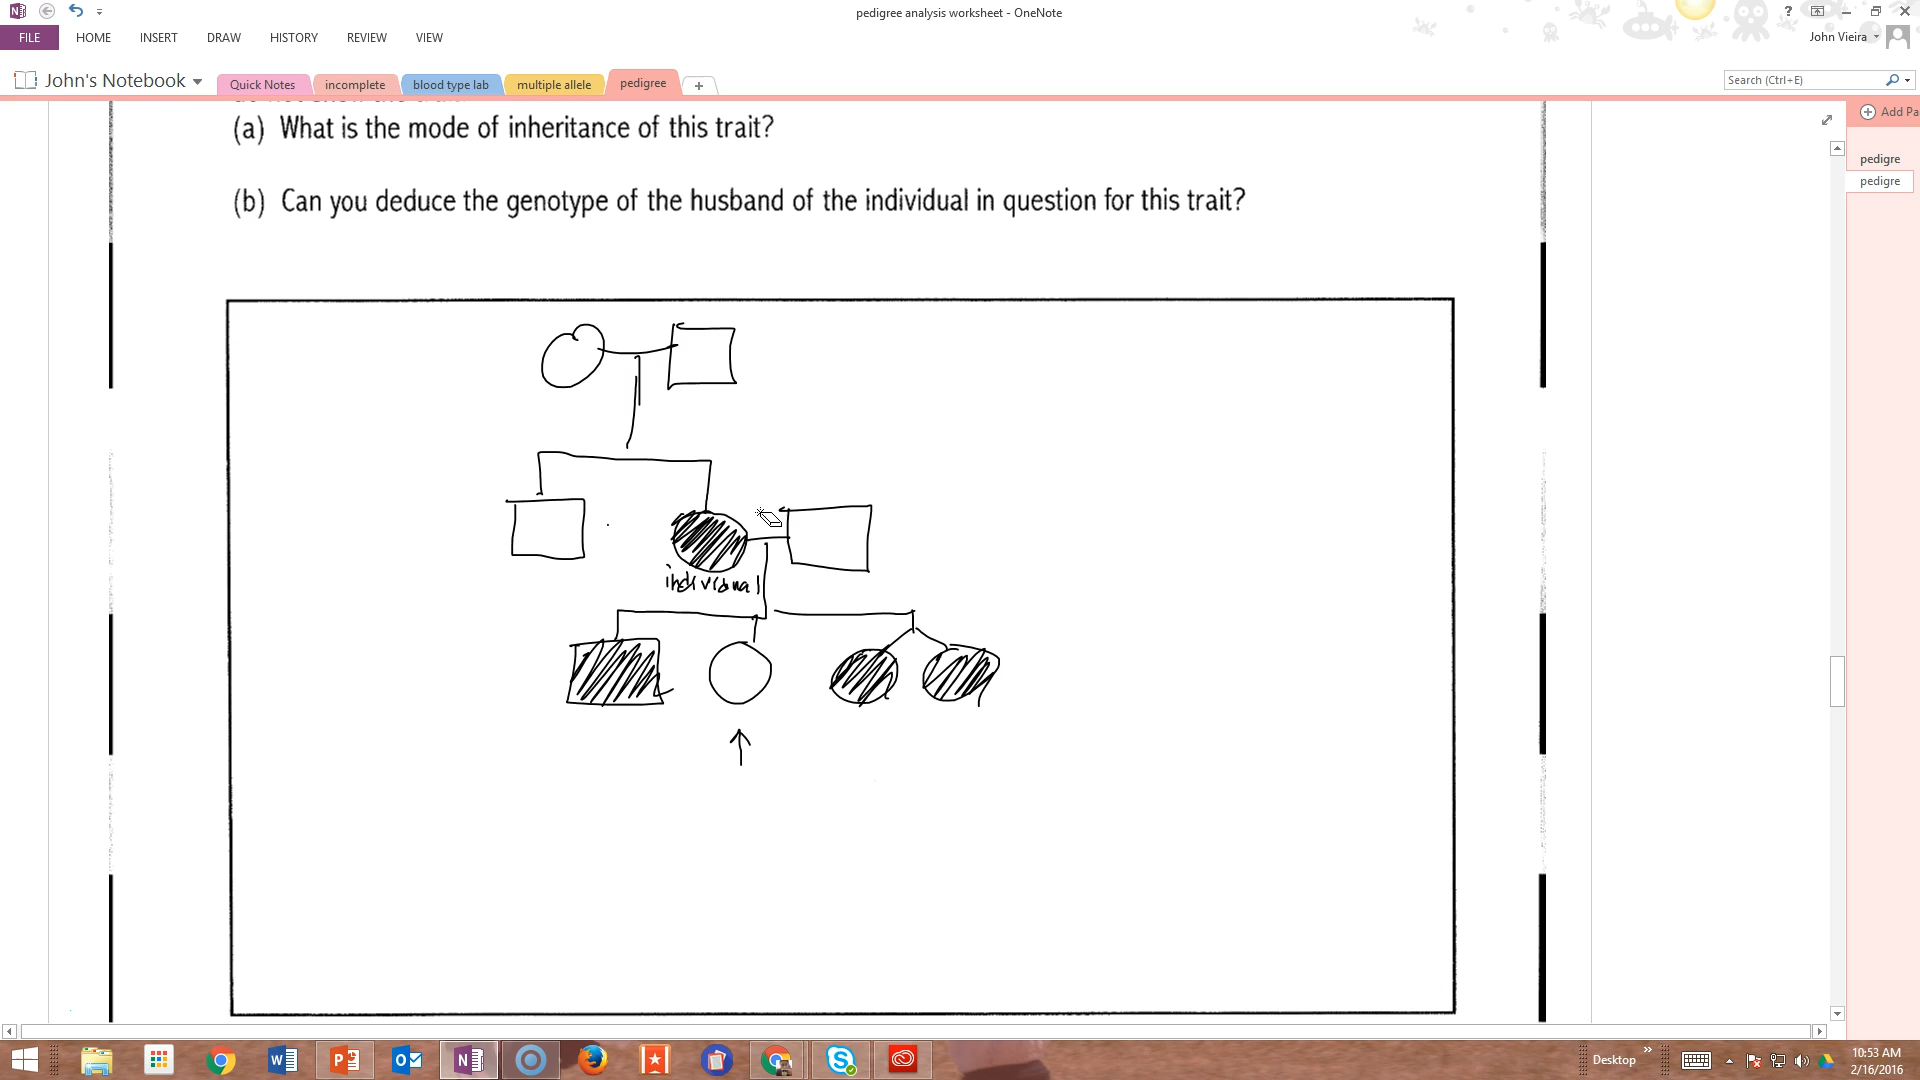 pedigree analysis worksheet - OneNote
?
FILE
HOME
INSERT
DRAW
HISTORY
REVIEW
VIEW
John Vieira
John's Notebook
Quick Notes
incomplete
blood type lab
multiple allele
pedigree
Search (Ctrl+E)
Add Pa
(a) What is the mode of inheritance of this trait?
pedigre
pedigre
(b) Can you deduce the genotype of the husband of the individual in question for this trait?
individual
Desktop
10:53 AM
2/16/2016